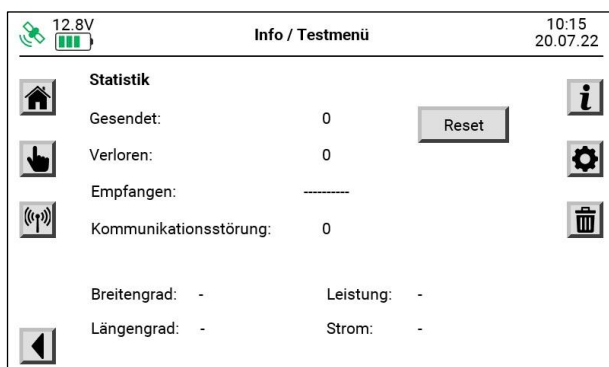 12.8V
Info / Testmenü
10:15
20.07.22
Statistik
Gesendet: 0
Reset
Verloren: 0
Empfangen: ----------
Kommunikationsstörung: 0
Breitengrad: - Leistung: -
Längengrad: - Strom: -